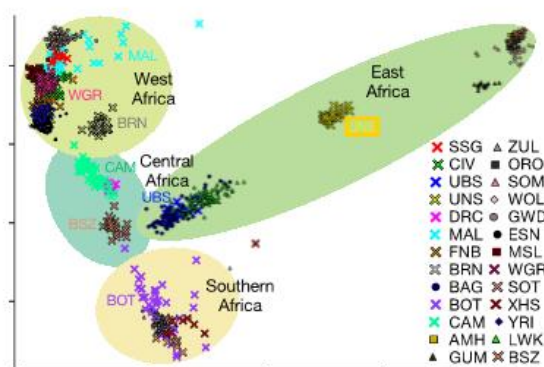 MAL
West
Africa
WGR
BRN
East
Africa
UNS
CAM
Central
Africa
UBS
BSZ
BOT
Southern
Africa
SSG ZUL
CIV ORO
UBS SOM
UNS WOL
DRC GWD
MAL ESN
FNB MSL
BRN WGR
BAG SOT
BOT XHS
CAM YRI
AMH LWK
GUM BSZ